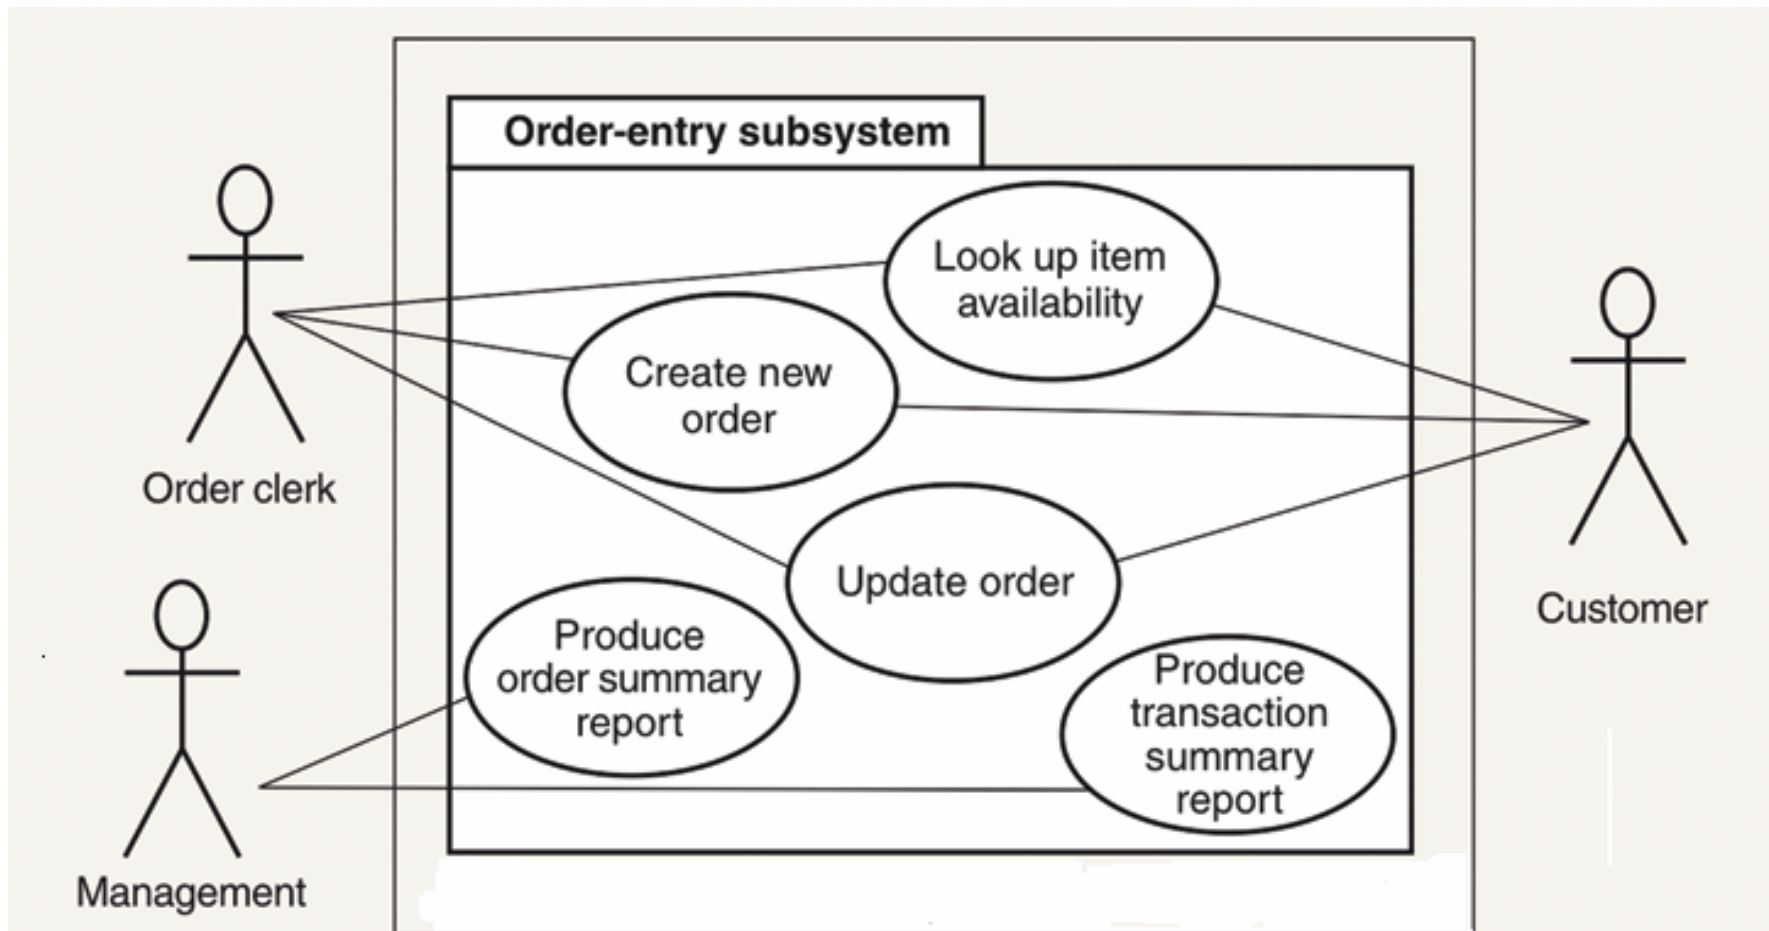 Order-entry subsystem
Look up item
availability
Create new
order
Order clerk
Update order
Customer
Produce
order summary
report
Produce
transaction
summary
report
Management